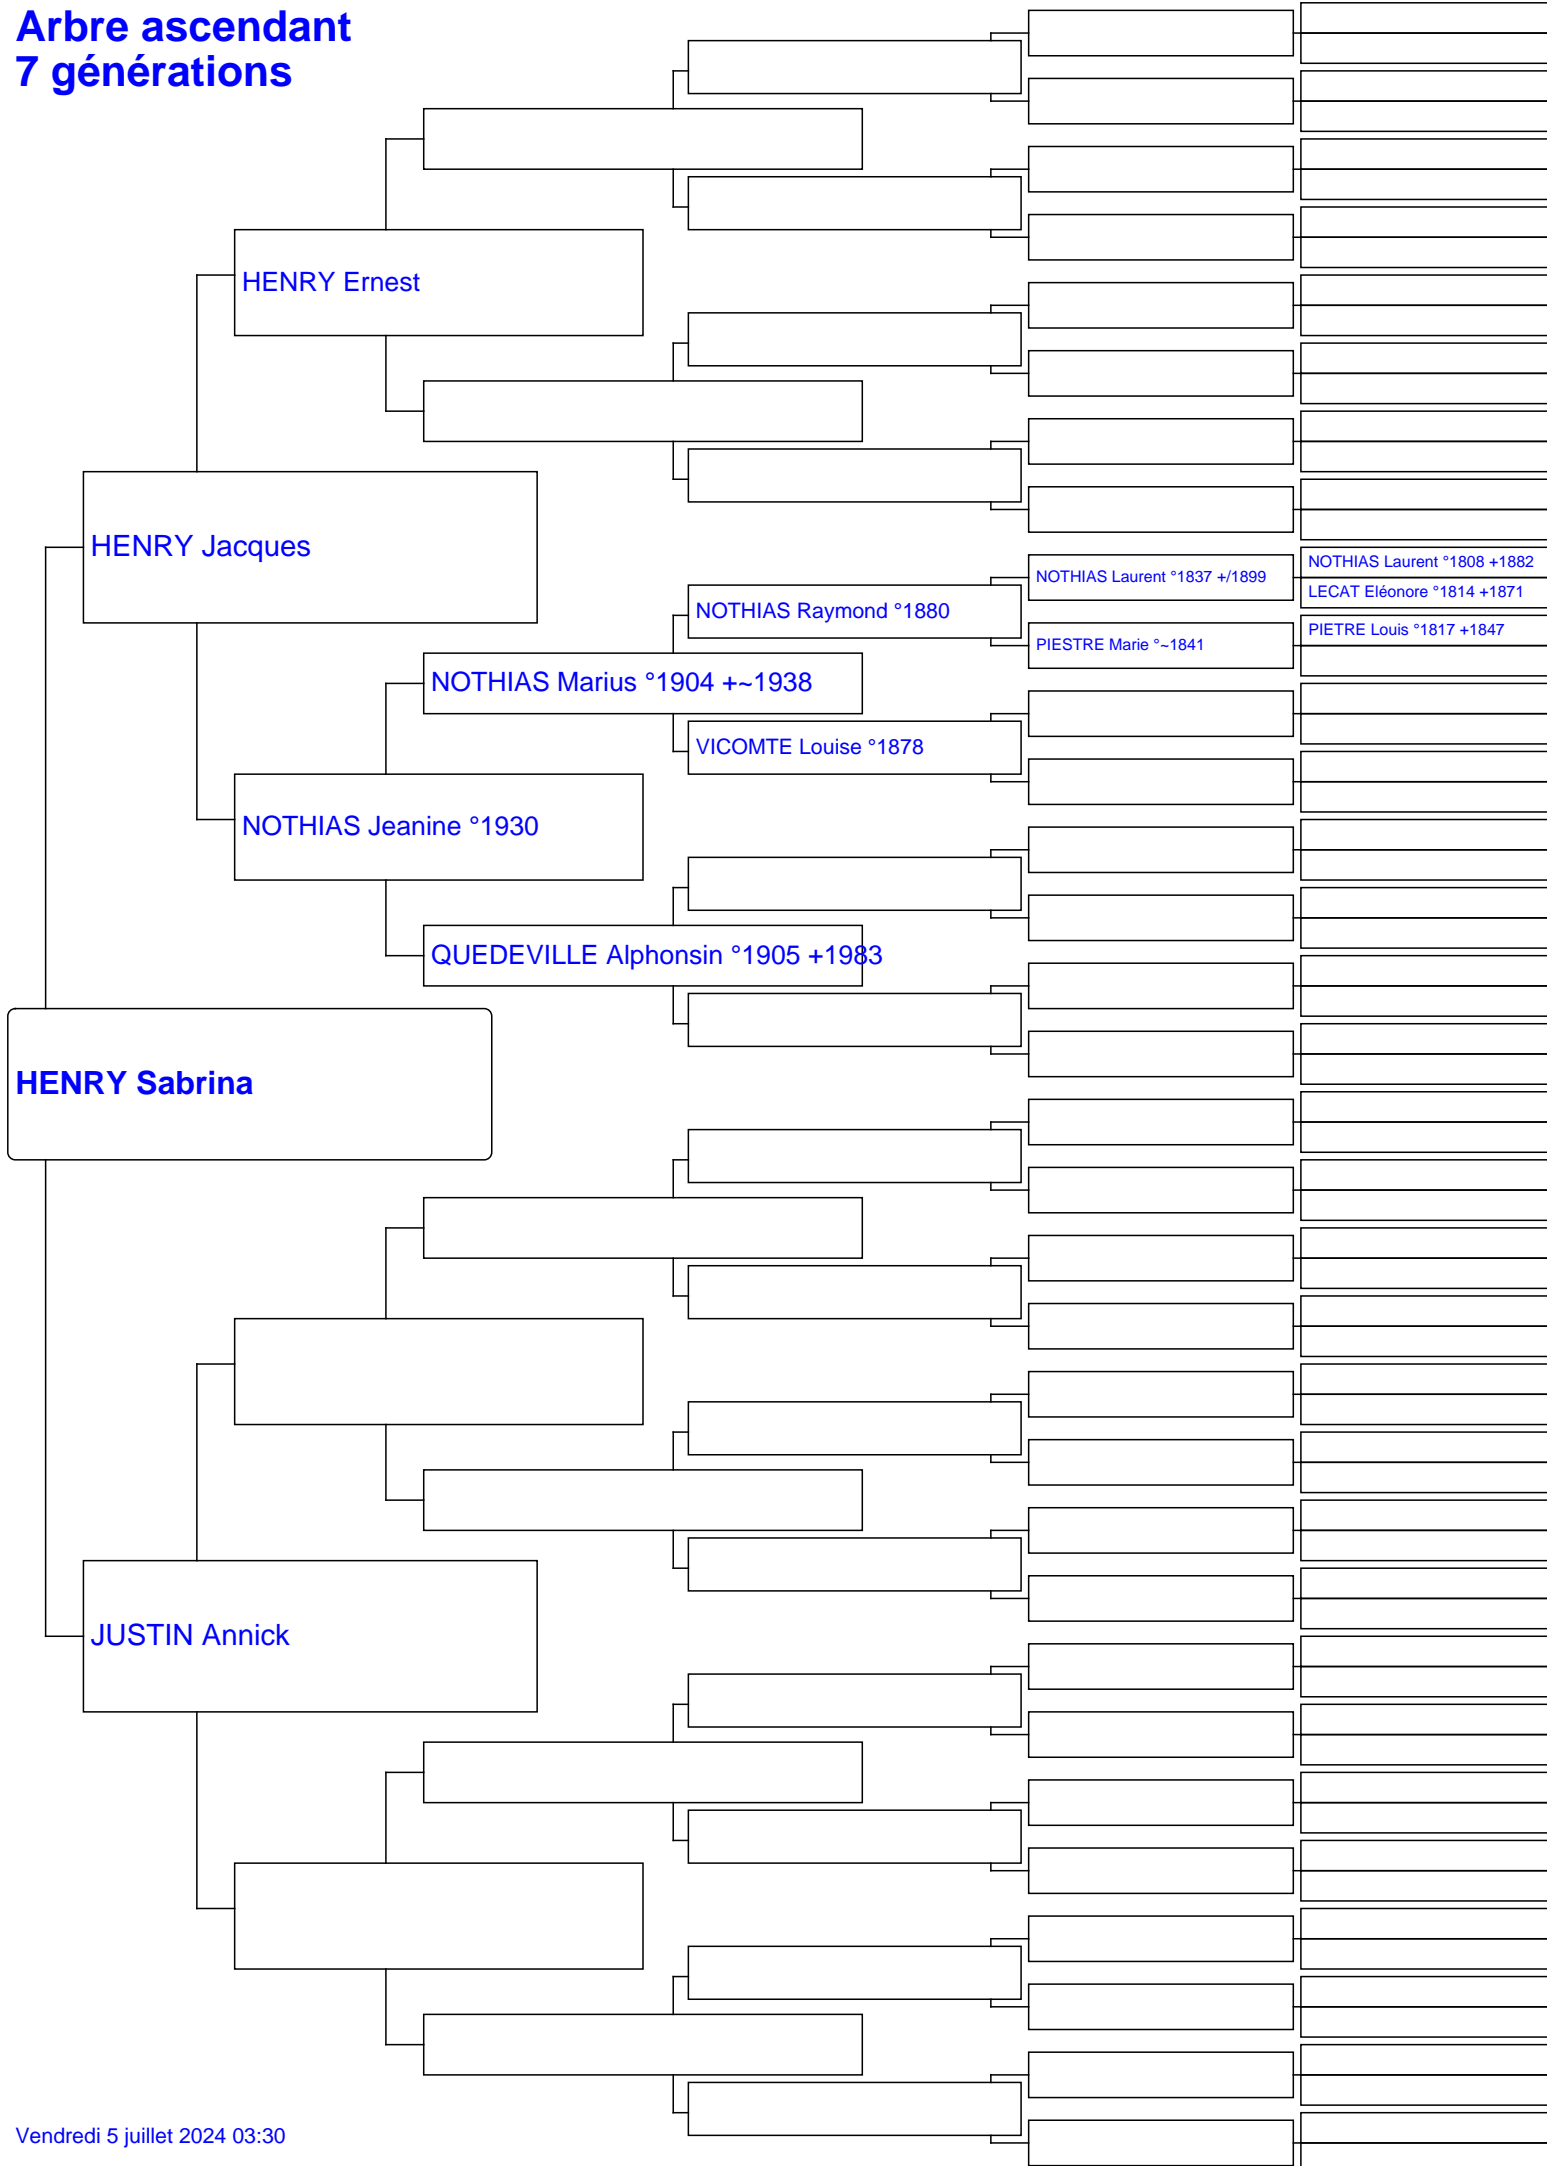 Arbre ascendant
7 générations
HENRY Ernest
HENRY Jacques
NOTHIAS Laurent °1808 +1882
NOTHIAS Laurent °1837 +/1899
LECAT Eléonore °1814 +1871
NOTHIAS Raymond °1880
PIETRE Louis °1817 +1847
PIESTRE Marie °~1841
NOTHIAS Marius °1904 +~1938
VICOMTE Louise °1878
NOTHIAS Jeanine °1930
QUEDEVILLE Alphonsin °1905 +1983
HENRY Sabrina
JUSTIN Annick
Vendredi 5 juillet 2024 03:30